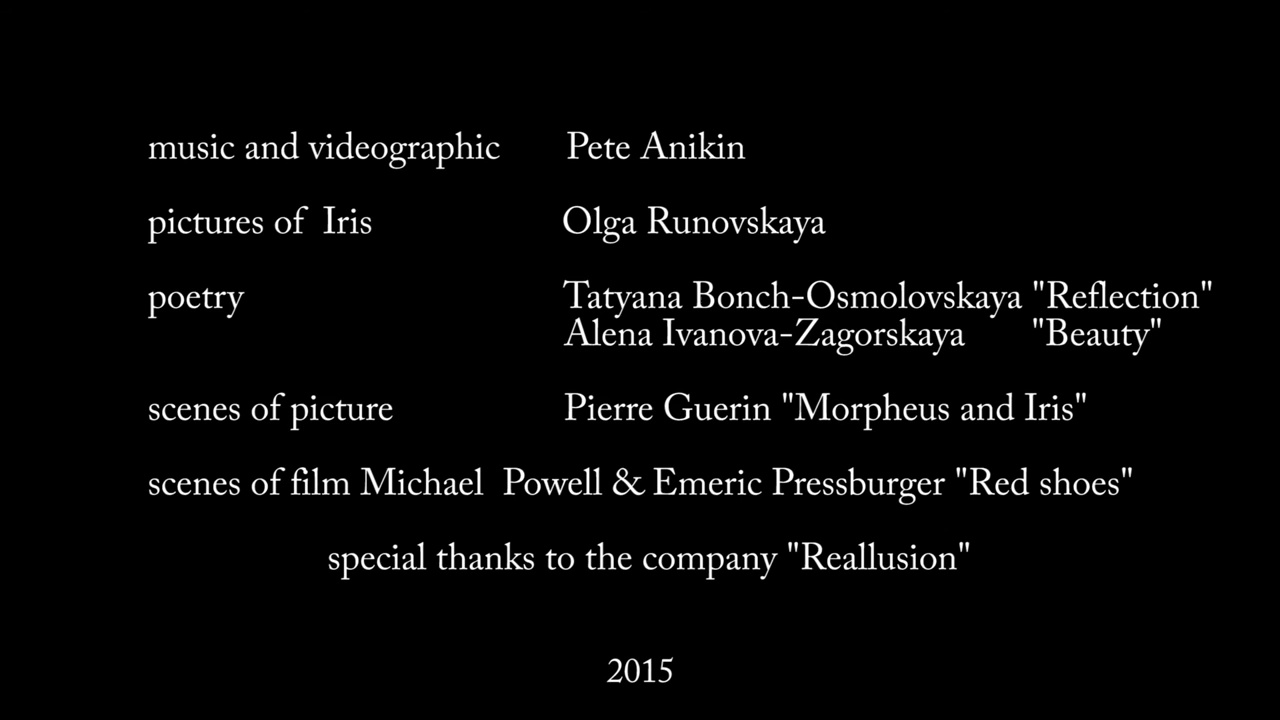 music and videographic Pete Anikin
pictures of Iris Olga Runovskaya
poetry Tatyana Bonch-Osmolovskaya "Reflection"
Alena Ivanova-Zagorskaya "Beauty"
scenes of picture Pierre Guerin "Morpheus and Iris"
scenes of film Michael Powell & Emeric Pressburger "Red shoes"
special thanks to the company "Reallusion"
2015